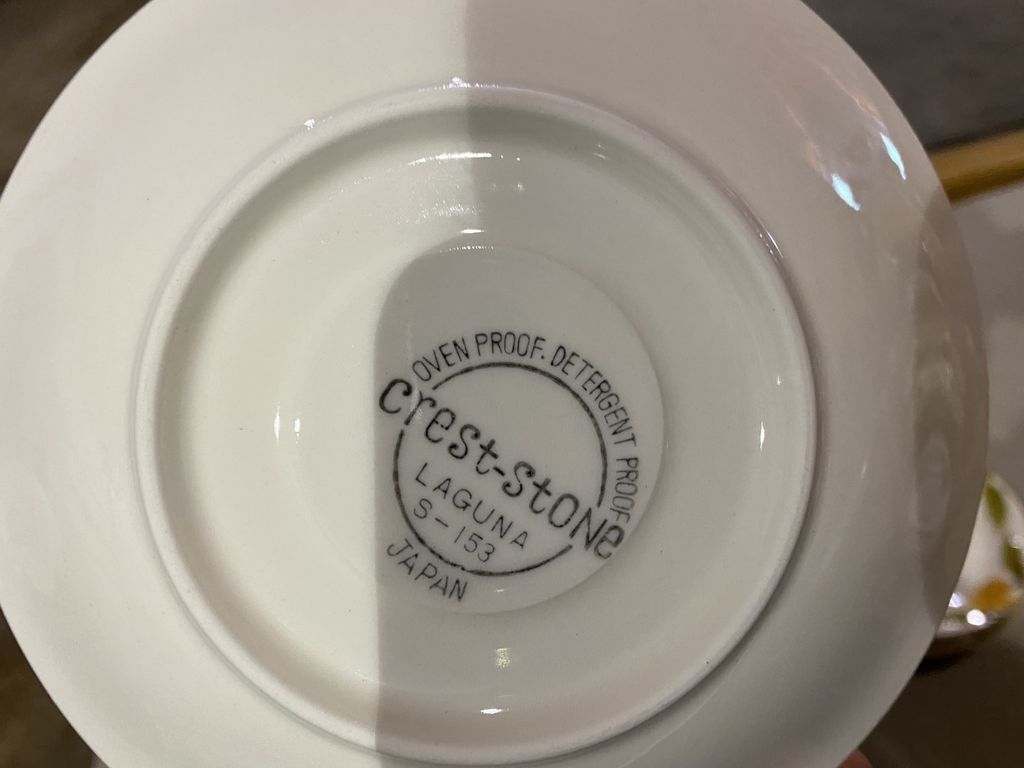 OVEN PROOF. DETERGENT PROOF
crest-stone
LAGUNA
S-153
JAPAN